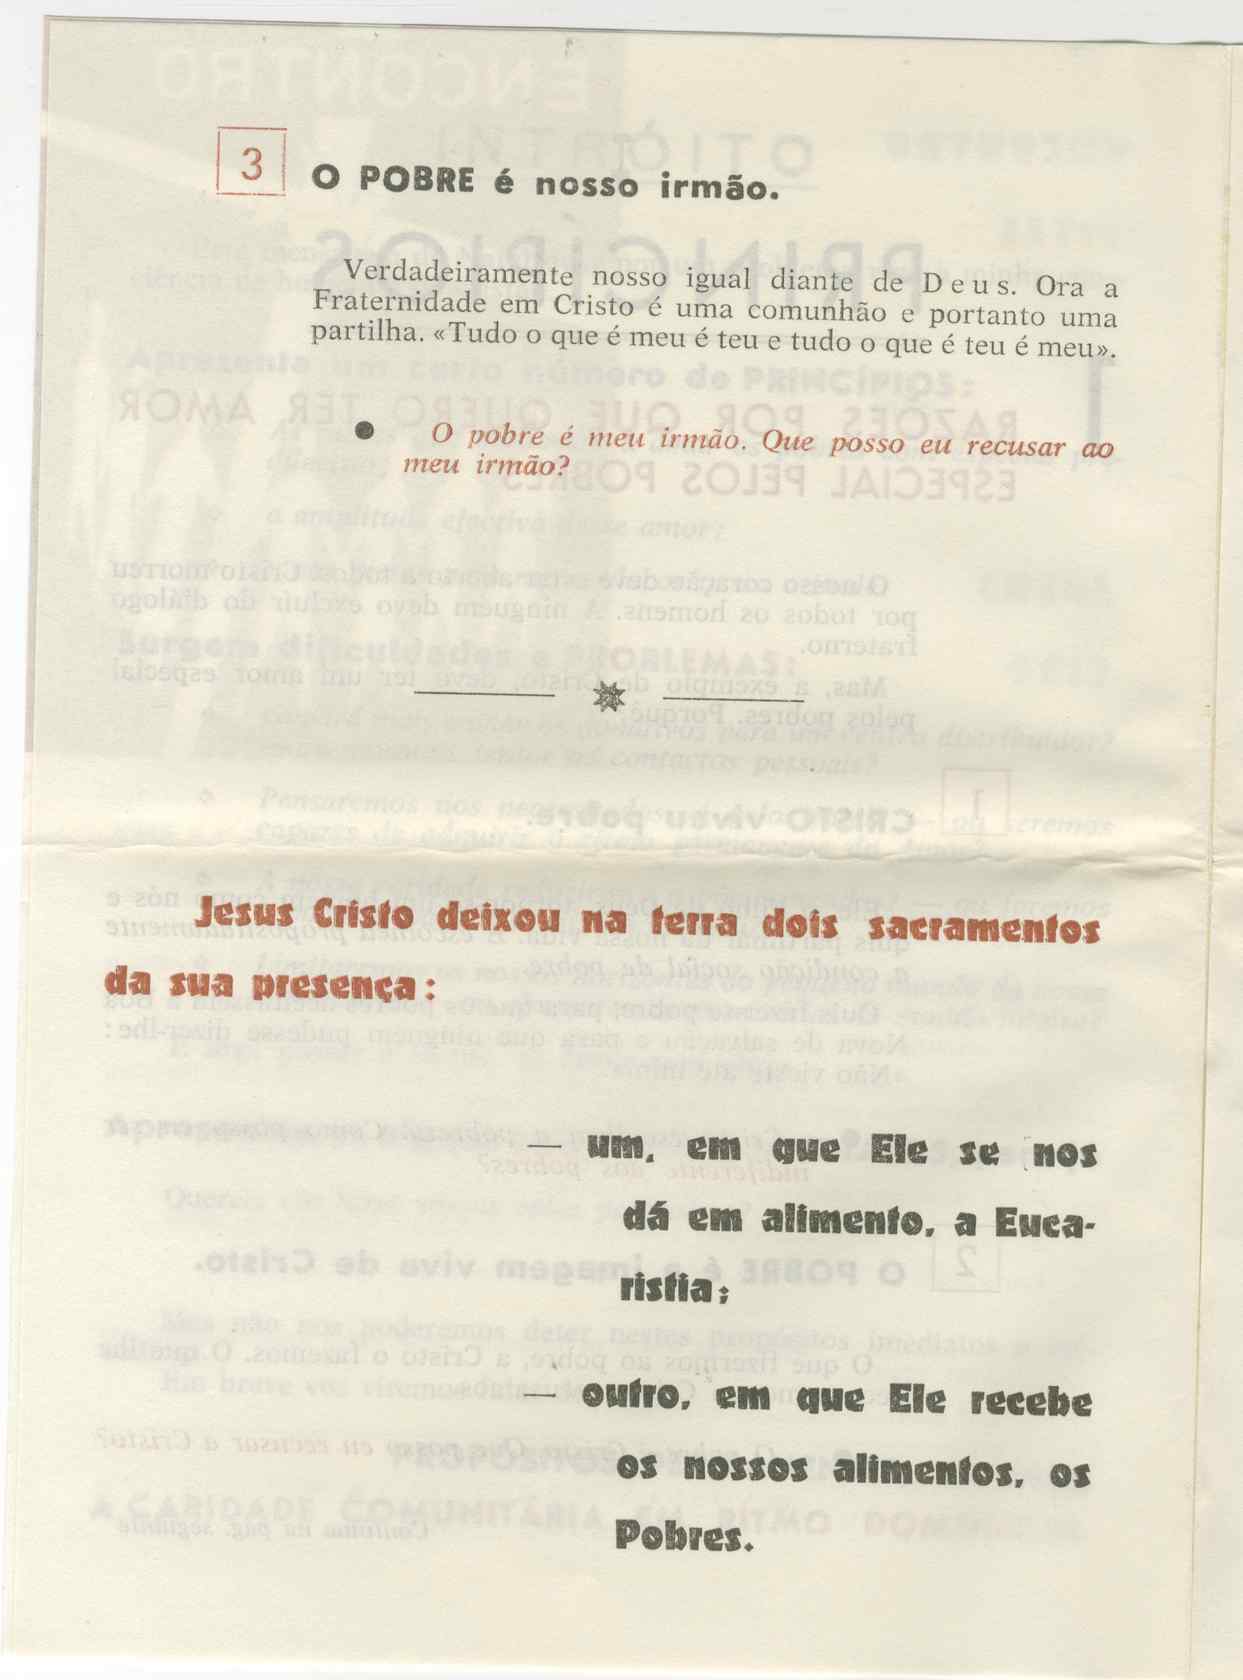 3
O POBRE é nosso irmão.
Verdadeiramente nosso igual diante de Deus. Ora a
Fraternidade em Cristo é uma comunhão e portanto uma
partilha. «Tudo o que é meu é teu e tudo o que é teu é meu».
● O pobre é meu irmão. Que posso eu recusar ao
meu irmão?
Jesus Cristo deixou na terra dois sacramentos
da sua presença:
— um, em que Ele se nos
dá em alimento, a Euca-
ristia;
— outro, em que Ele recebe
os nossos alimentos, os
Pobres.